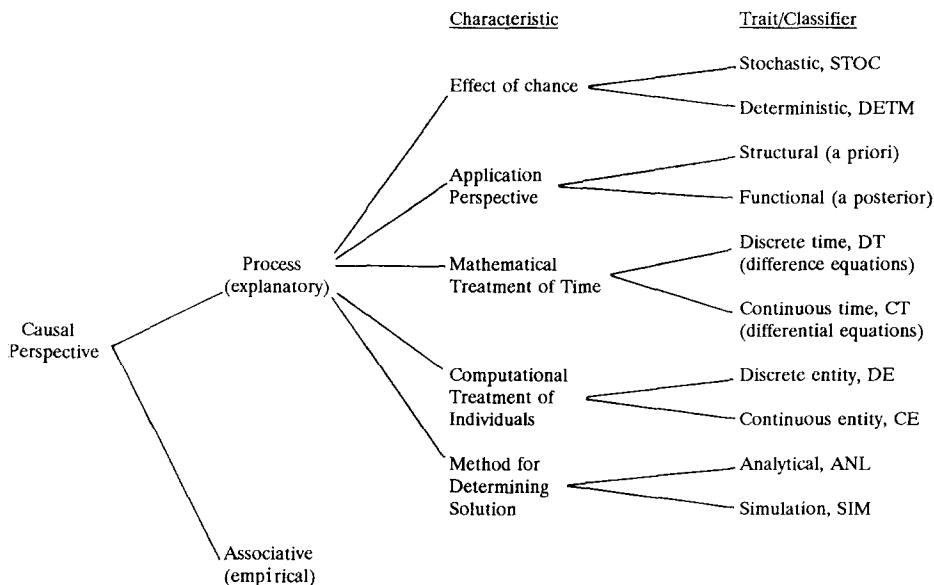 Characteristic
Trait/Classifier
Effect of chance
Stochastic, STOC
Deterministic, DETM
Application
Perspective
Structural (a priori)
Functional (a posterior)
Process
(explanatory)
Mathematical
Treatment of Time
Discrete time, DT
(difference equations)
Continuous time, CT
(differential equations)
Causal
Perspective
Computational
Treatment of
Individuals
Discrete entity, DE
Continuous entity, CE
Method for
Determining
Solution
Analytical, ANL
Simulation, SIM
Associative
(empirical)